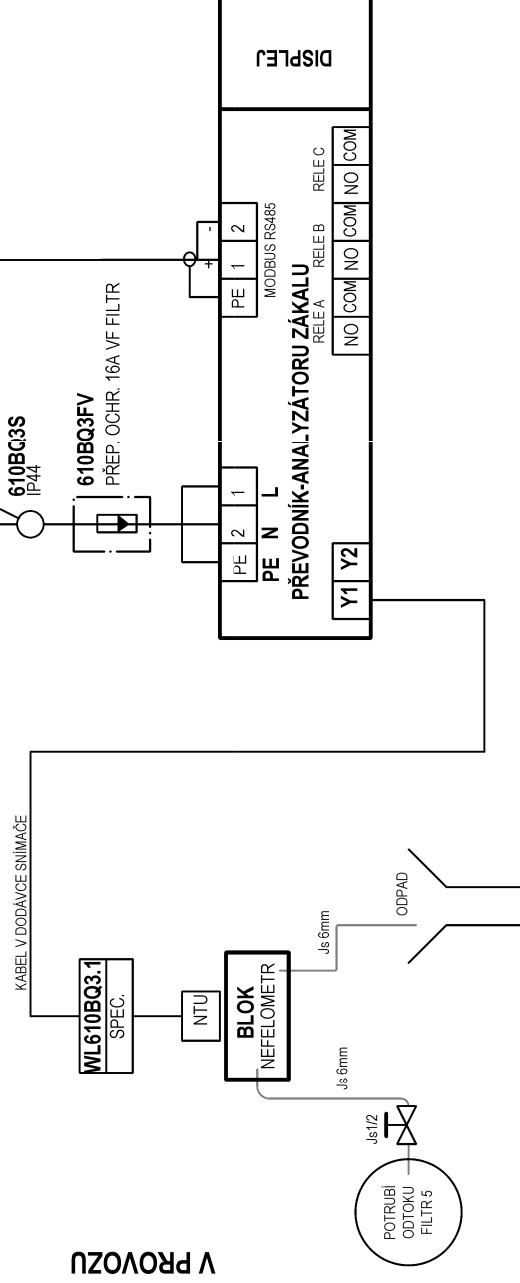 DISPLEJ
610BQ3S
IP44
610BQ3FV
PŘEP. OCHR. 16A VF FILTR
+
-
PE 1 2
MODBUS RS485
RELE A
RELE B
RELE C
NO COM NO COM NO COM
PE 2 1
PE N L
PŘEVODNÍK-ANALYZÁTORU ZÁKALU
Y1 Y2
KABEL V DODÁVCE SNÍMAČE
WL610BQ3.1
SPEC.
NTU
BLOK
NEFELOMETR
Js 6mm
ODPAD
Js 6mm
Js1/2
POTRUBÍ
ODTOKU
FILTR 5
V PROVOZU